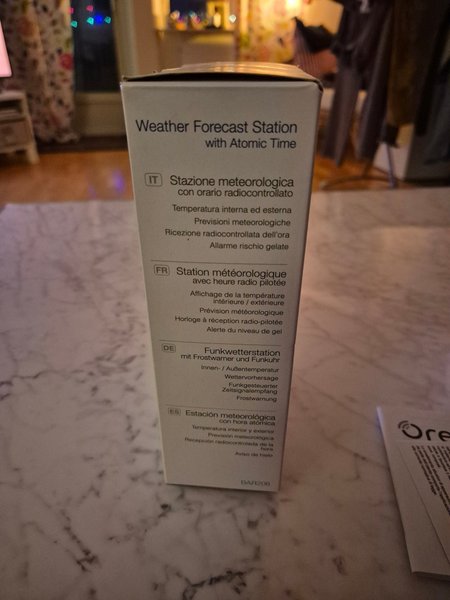 Weather Forecast Station
with Atomic Time
IT Stazione meteorologica
con orario radiocontrollato
Temperatura interna ed esterna
Previsioni meteorologiche
Ricezione radiocontrollata dell'ora
Allarme rischio gelate
FR Station météorologique
avec heure radio pilotée
Affichage de la température
intérieure / extérieure
Prévision météorologique
Horloge à réception radio-pilotée
Alerte du niveau de gel
DE Funkwetterstation
mit Frostwarner und Funkuhr
Innen- / Außentemperatur
Wettervorhersage
Funkgesteuerter
Zeitsignalempfang
Frostwarnung
ES Estación meteorológica
con hora atómica
Temperatura interior y exterior
Previsión meteorologica
Recepción radiocontrolada de la
hora
Aviso de hielo
Ore